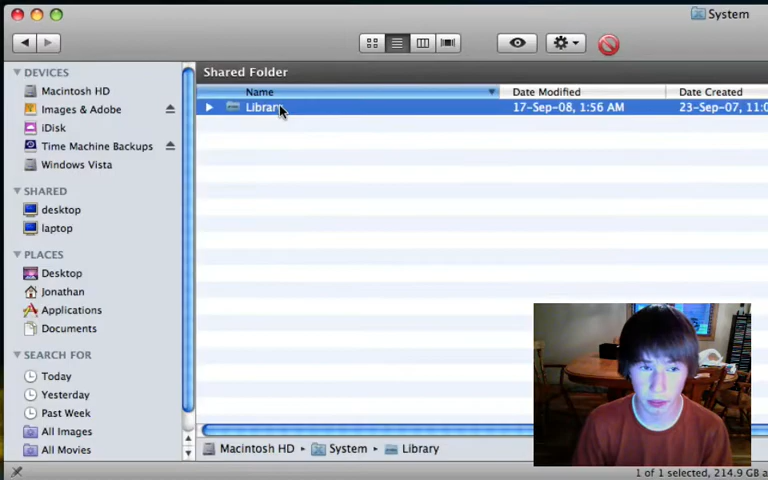 System
Shared Folder
Name
Date Modified
Date Created
Library
17-Sep-08, 1:56 AM
23-Sep-07, 11:0
DEVICES
Macintosh HD
Images & Adobe
iDisk
Time Machine Backups
Windows Vista
SHARED
desktop
laptop
PLACES
Desktop
Jonathan
Applications
Documents
SEARCH FOR
Today
Yesterday
Past Week
All Images
All Movies
Macintosh HD ▸ System ▸ Library
1 of 1 selected, 214.9 GB a